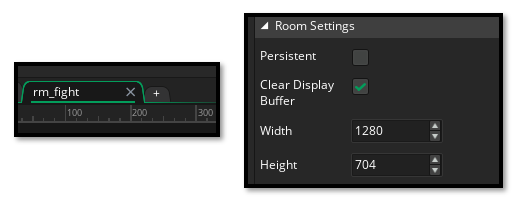 rm_fight
+
100 200 300
Room Settings
Persistent
Clear Display
Buffer
Width 1280
Height 704